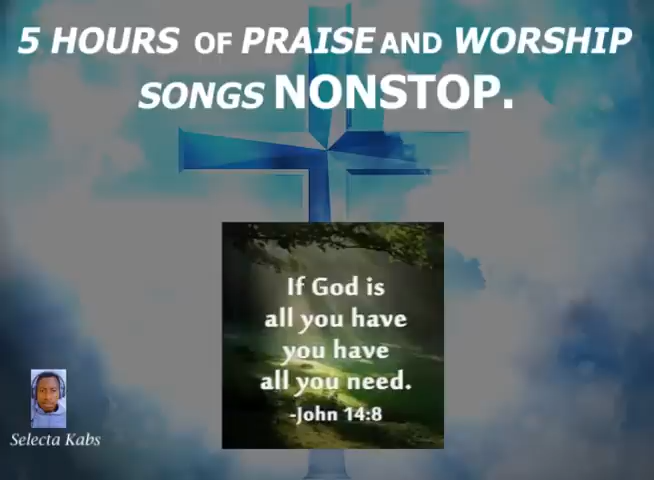 5 HOURS OF PRAISE AND WORSHIP
SONGS NONSTOP.
If God is
all you have
you have
all you need.
-John 14:8
Selecta Kabs